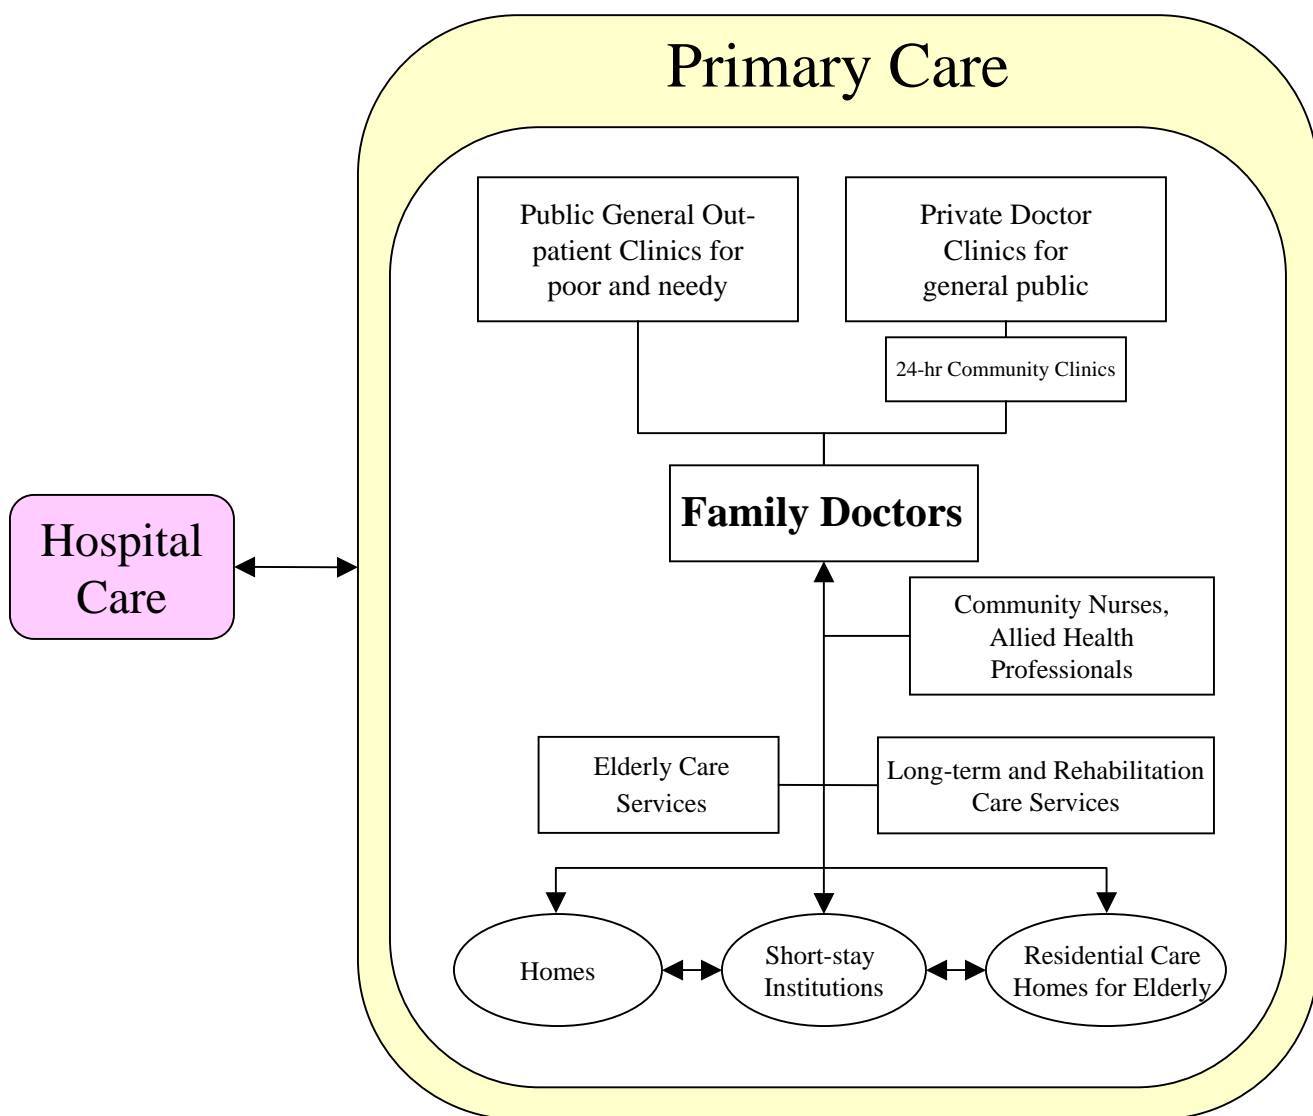 Primary Care
Public General Out-
patient Clinics for
poor and needy
Private Doctor
Clinics for
general public
24-hr Community Clinics
Family Doctors
Hospital
Care
Community Nurses,
Allied Health
Professionals
Elderly Care
Services
Long-term and Rehabilitation
Care Services
Homes
Short-stay
Institutions
Residential Care
Homes for Elderly